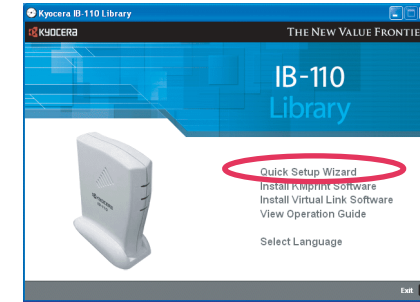 Kyocera IB-110 Library
KYOCERA THE NEW VALUE FRONTIE
IB-110
Library
Quick Setup Wizard
Install KMprint Software
Install Virtual Link Software
View Operation Guide
Select Language
Exit